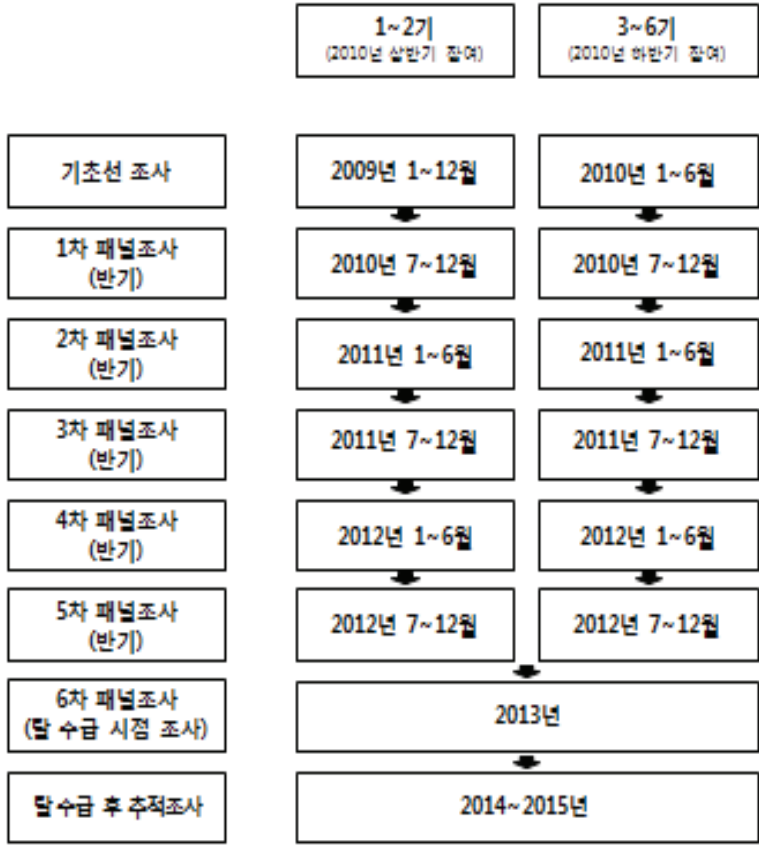 1~2기
(2010년 상반기 참여)
3~6기
(2010년 하반기 참여)
기초선 조사
2009년 1~12월
2010년 1~6월
1차 패널조사
(반기)
2010년 7~12월
2010년 7~12월
2차 패널조사
(반기)
2011년 1~6월
2011년 1~6월
3차 패널조사
(반기)
2011년 7~12월
2011년 7~12월
4차 패널조사
(반기)
2012년 1~6월
2012년 1~6월
5차 패널조사
(반기)
2012년 7~12월
2012년 7~12월
6차 패널조사
(탈 수급 시점 조사)
2013년
탈수급 후 추적조사
2014~2015년